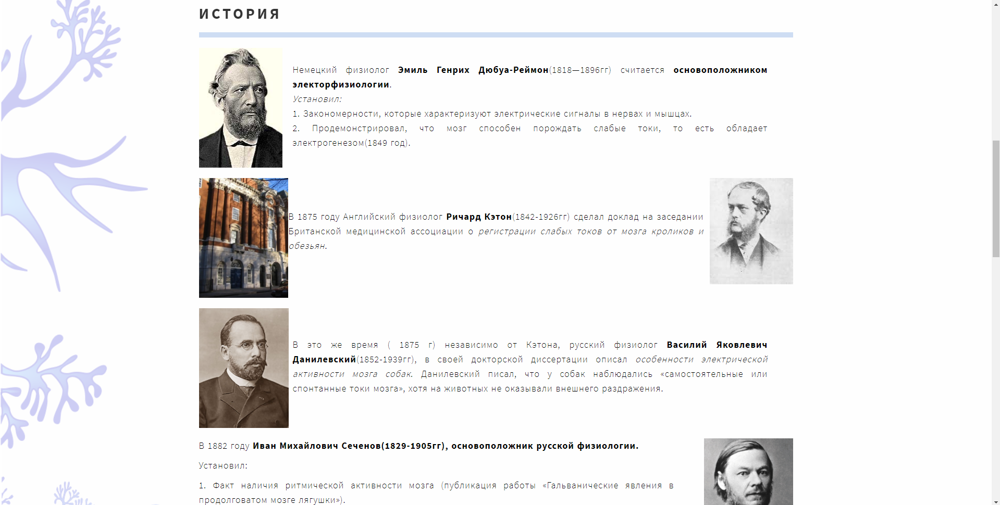 ИСТОРИЯ
Немецкий физиолог Эмиль Генрих Дюбуа-Реймон(1818—1896гг) считается основоположником
электорфизиологии.
Установил:
1. Закономерности, которые характеризуют электрические сигналы в нервах и мышцах.
2. Продемонстрировал, что мозг способен порождать слабые токи, то есть обладает
электрогенезом(1849 год).
В 1875 году Английский физиолог Ричард Кэтон(1842-1926гг) сделал доклад на заседании
Британской медицинской ассоциации о регистрации слабых токов от мозга кроликов и
обезьян.
В это же время ( 1875 г) независимо от Кэтона, русский физиолог Василий Яковлевич
Данилевский(1852-1939гг), в своей докторской диссертации описал особенности электрической
активности мозга собак. Данилевский писал, что у собак наблюдались «самостоятельные или
спонтанные токи мозга», хотя на животных не оказывали внешнего раздражения.
В 1882 году Иван Михайлович Сеченов(1829-1905гг), основоположник русской физиологии.
Установил:
1. Факт наличия ритмической активности мозга (публикация работы «Гальванические явления в
продолговатом мозге лягушки»).